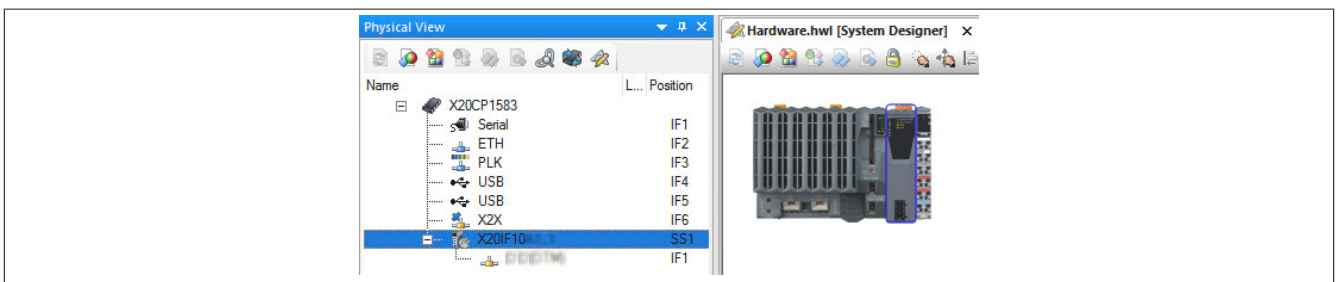 Physical View
Hardware.hwl [System Designer]
Name L... Position
X20CP1583
Serial IF1
ETH IF2
PLK IF3
USB IF4
USB IF5
X2X IF6
X20IF10 SS1
IF1